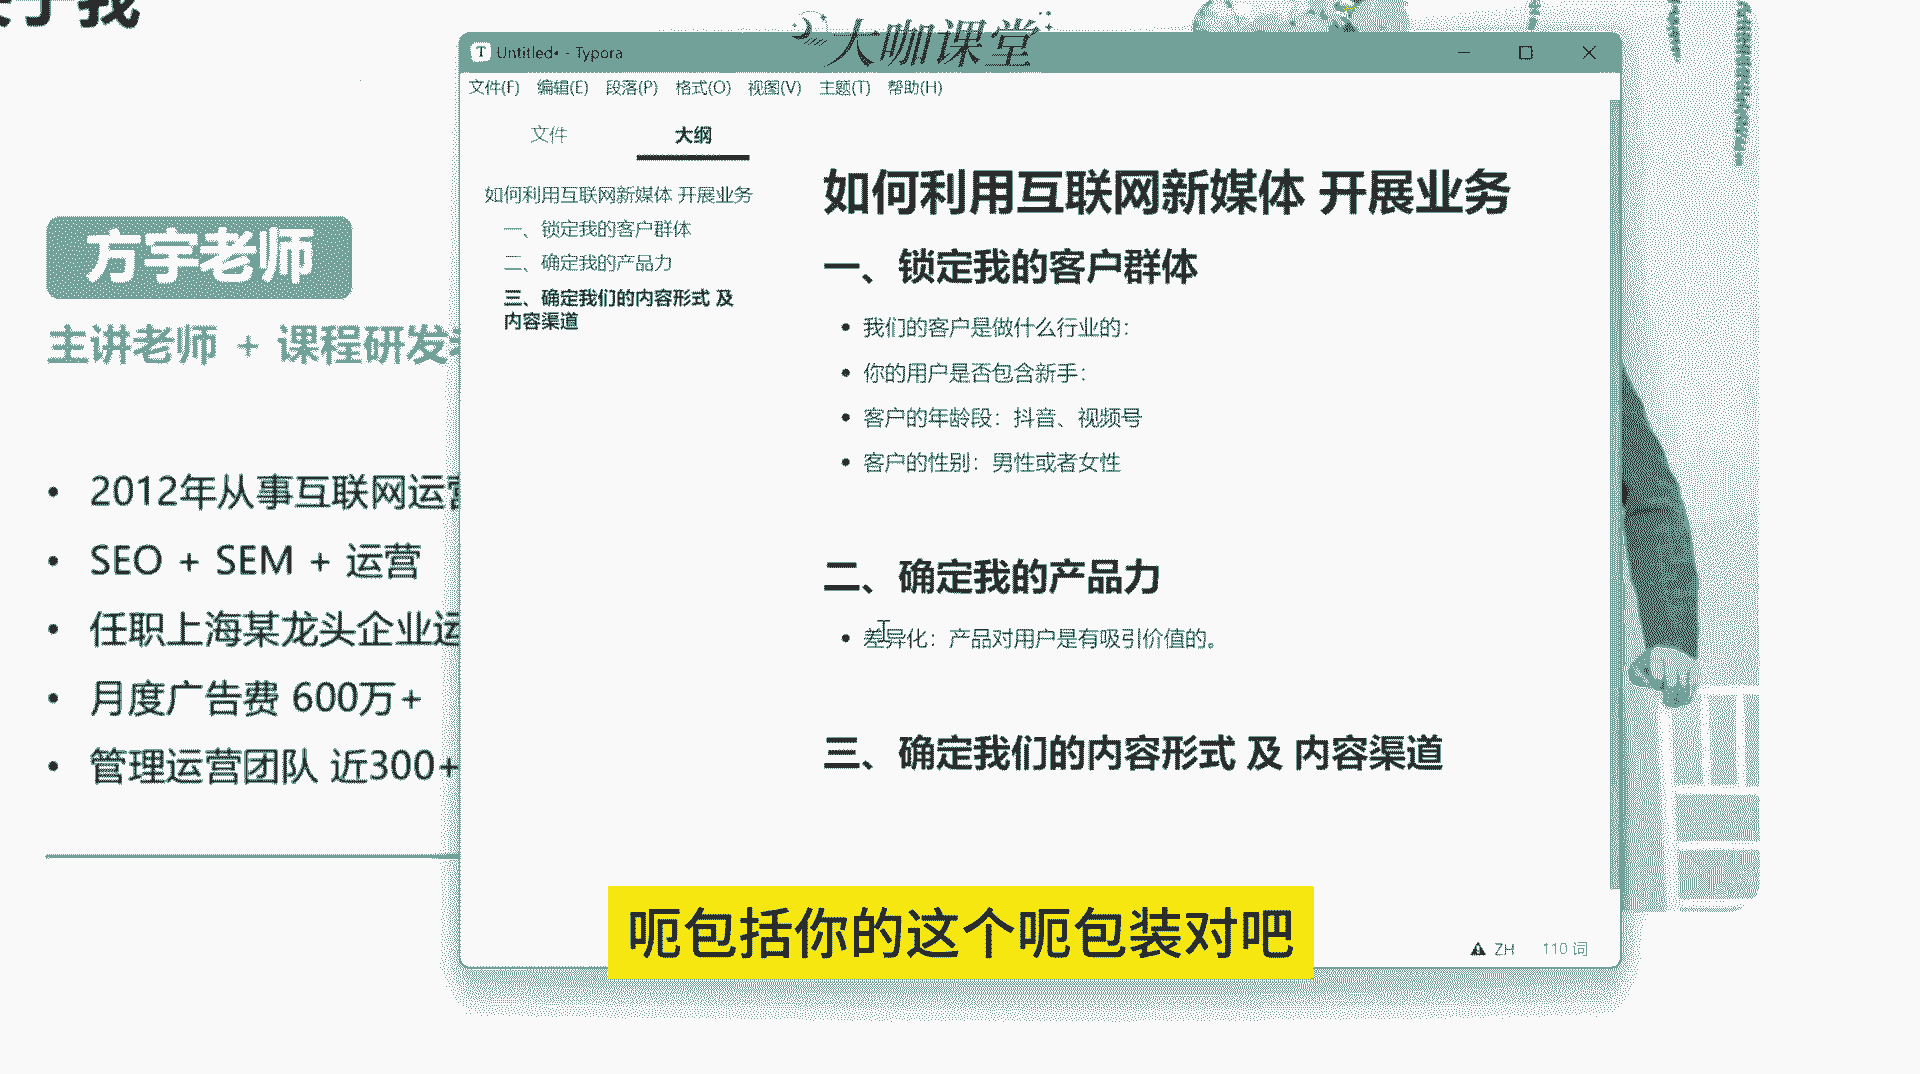 大咖课堂
Untitled• - Typora
文件(F) 编辑(E) 段落(P) 格式(O) 视图(V) 主题(T) 帮助(H)
文件 大纲
如何利用互联网新媒体 开展业务
一、锁定我的客户群体
二、确定我的产品力
三、确定我们的内容形式 及
内容渠道
如何利用互联网新媒体 开展业务
一、锁定我的客户群体
• 我们的客户是做什么行业的：
• 你的用户是否包含新手：
• 客户的年龄段：抖音、视频号
• 客户的性别：男性或者女性
二、确定我的产品力
• 差异化：产品对用户是有吸引价值的。
三、确定我们的内容形式 及 内容渠道
ZH 110 词
方宇老师
主讲老师 + 课程研发
• 2012年从事互联网运营
• SEO + SEM + 运营
• 任职上海某龙头企业运
• 月度广告费 600万+
• 管理运营团队 近300+
呃包括你的这个呃包装对吧